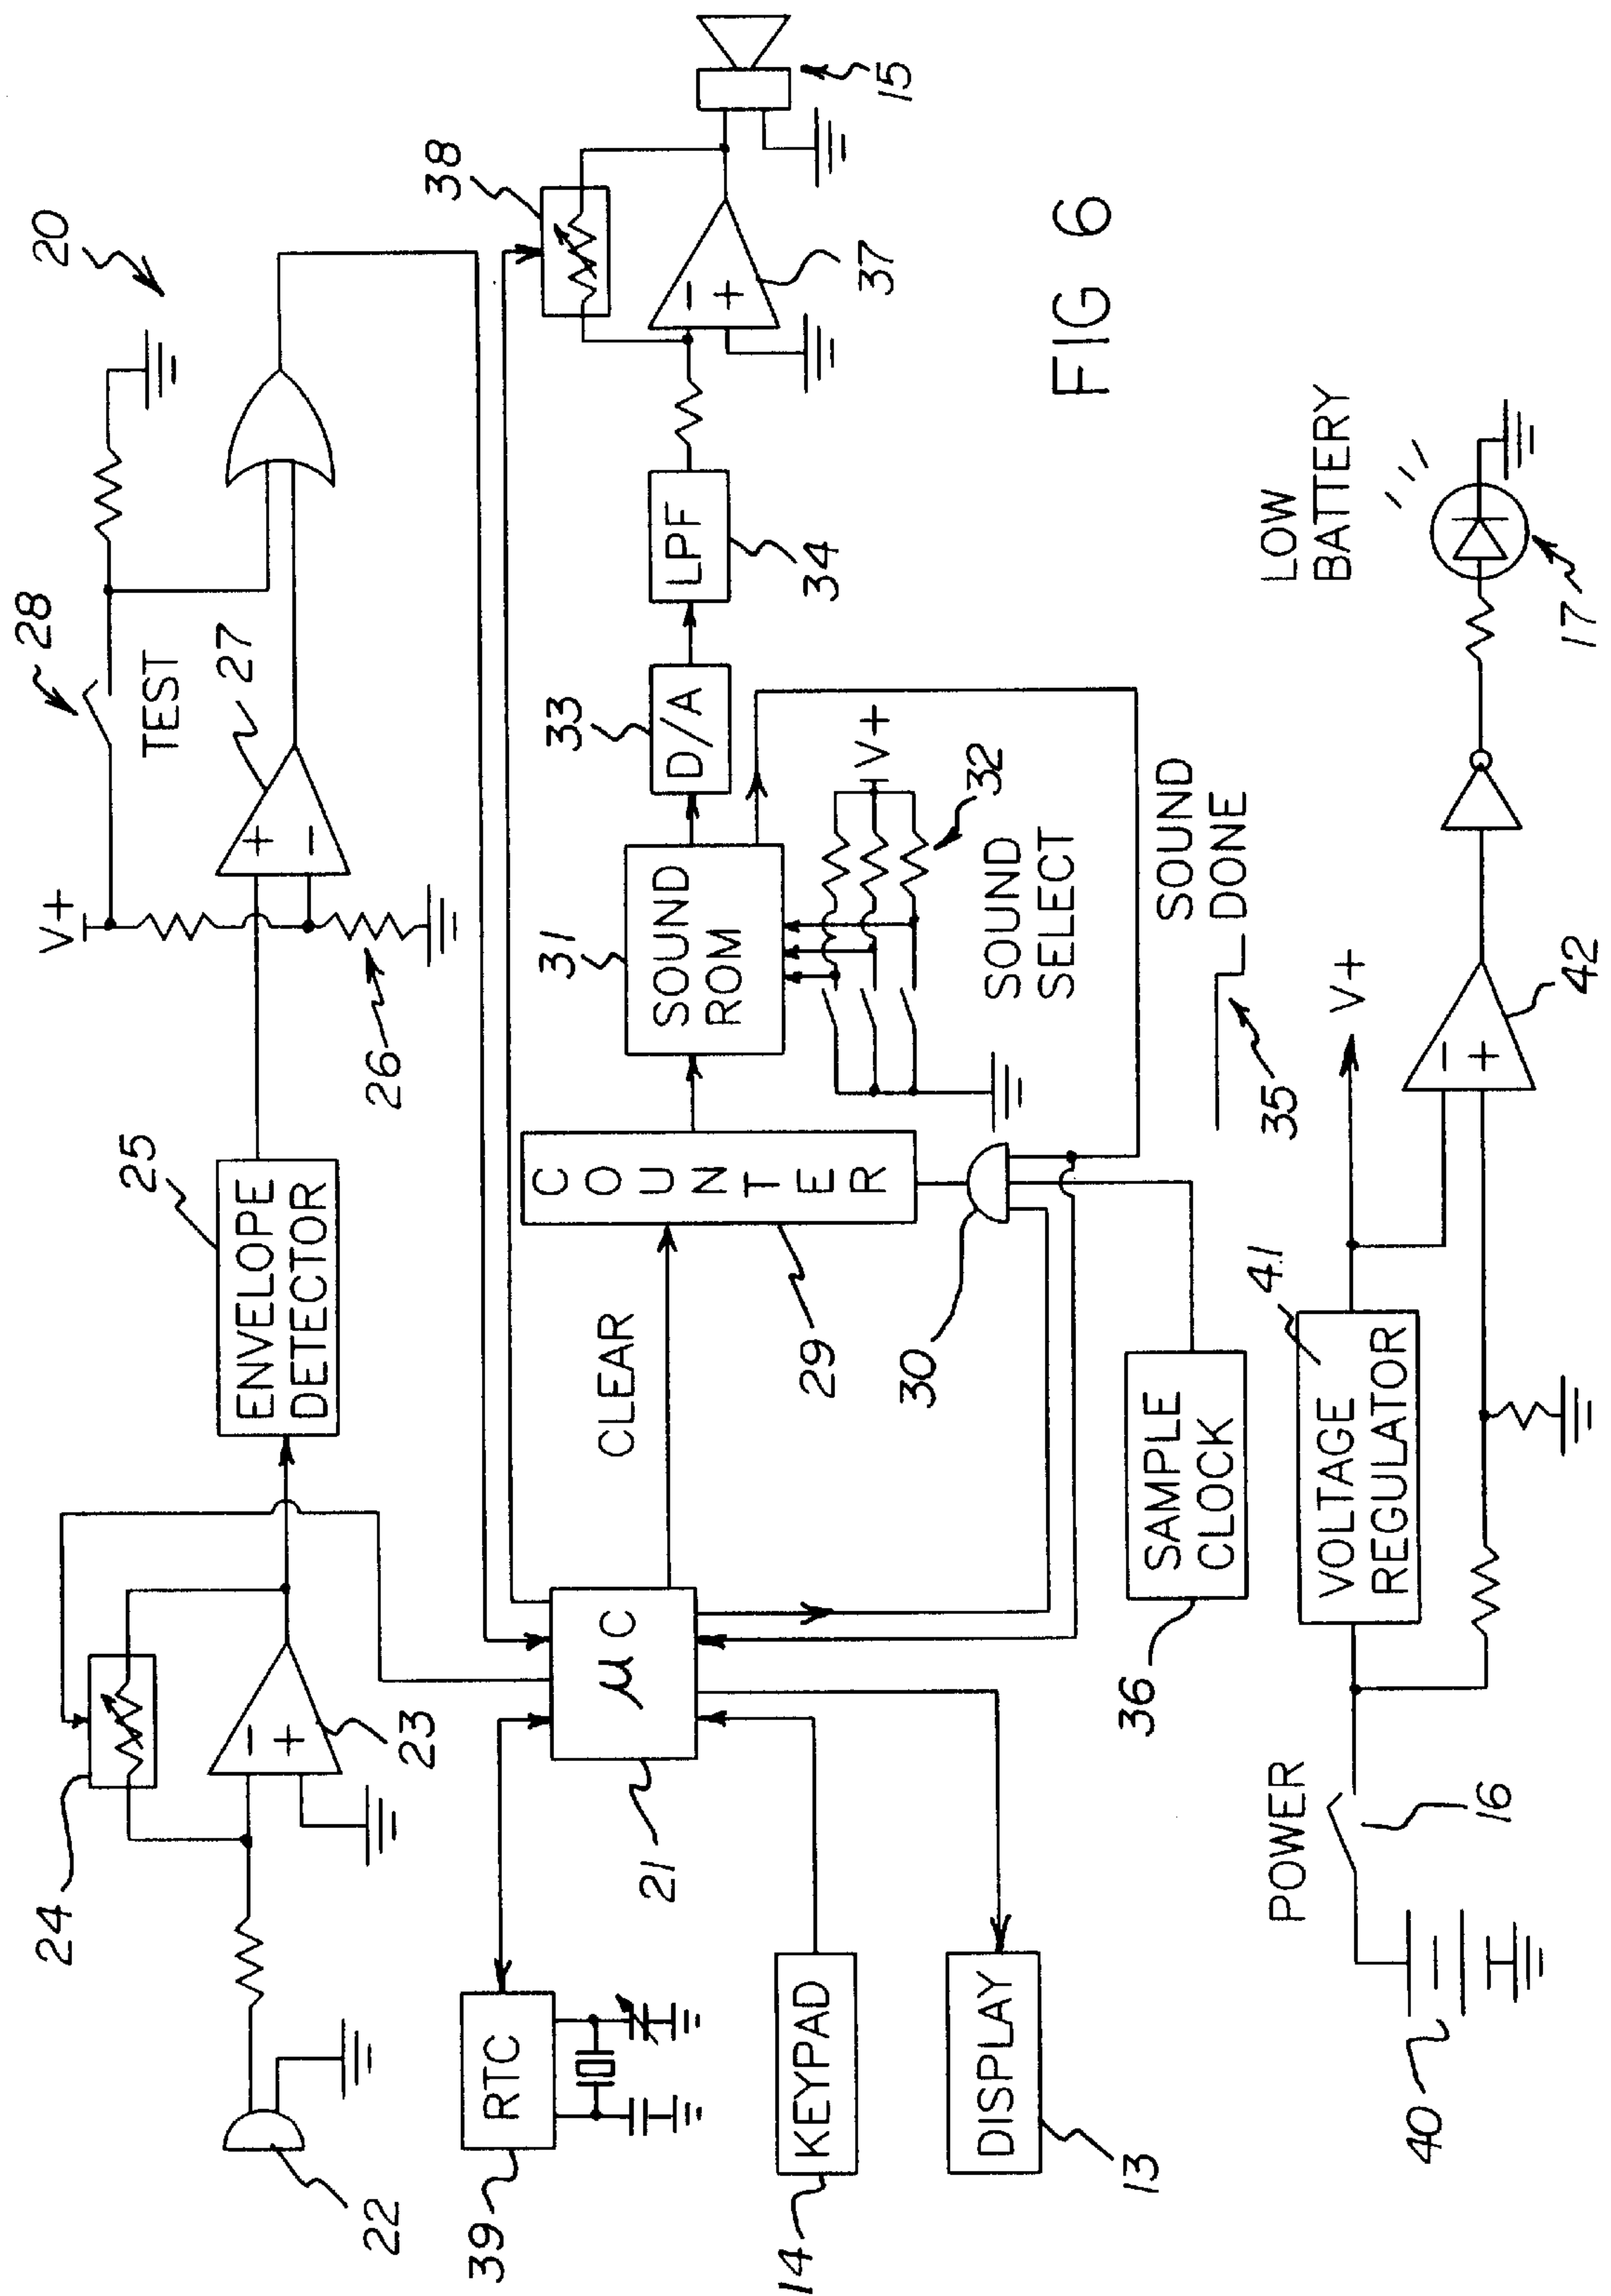 20
28
V+
TEST
27
26
25
ENVELOPE
DETECTOR
24
23
22
+
−
−
+
38
15
37
−
+
34
LPF
33
D/A
31
SOUND
ROM
V+
32
SOUND
SELECT
COUNTER
29
30
CLEAR
μC
21
39
RTC
14
KEYPAD
DISPLAY
13
36
SAMPLE
CLOCK
SOUND
DONE
35
FIG 6
LOW
BATTERY
17
42
−
+
V+
41
VOLTAGE
REGULATOR
POWER
16
40